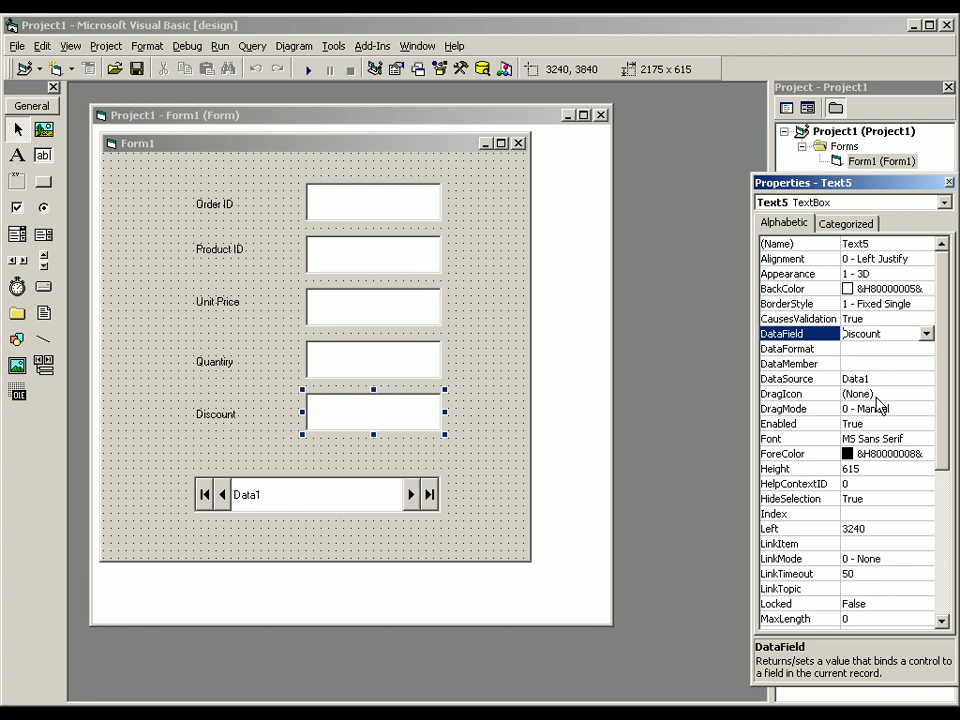 Project1 - Microsoft Visual Basic [design]
File Edit View Project Format Debug Run Query Diagram Tools Add-Ins Window Help
3240, 3840 2175 x 615
General
A ab|
xy
OLE
Project1 - Form1 (Form)
Form1
Order ID
Product ID
Unit Price
Quantiry
Discount
Data1
Project - Project1
Project1 (Project1)
Forms
Form1 (Form1)
Properties - Text5
Text5 TextBox
Alphabetic Categorized
(Name) Text5
Alignment 0 - Left Justify
Appearance 1 - 3D
BackColor &H80000005&
BorderStyle 1 - Fixed Single
CausesValidation True
DataField Discount
DataFormat
DataMember
DataSource Data1
DragIcon (None)
DragMode 0 - Manual
Enabled True
Font MS Sans Serif
ForeColor &H80000008&
Height 615
HelpContextID 0
HideSelection True
Index
Left 3240
LinkItem
LinkMode 0 - None
LinkTimeout 50
LinkTopic
Locked False
MaxLength 0
DataField
Returns/sets a value that binds a control to
a field in the current record.